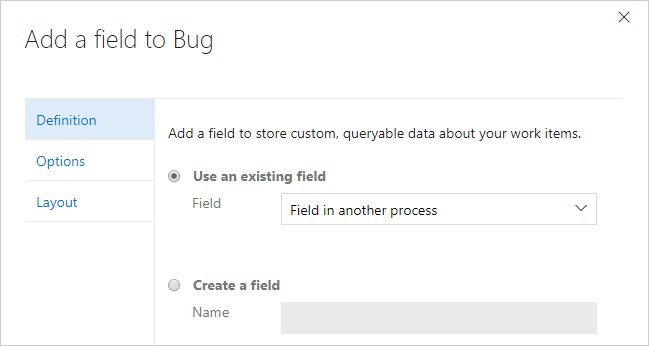 Add a field to Bug
Definition
Add a field to store custom, queryable data about your work items.
Options
Use an existing field
Field
Field in another process
Layout
Create a field
Name